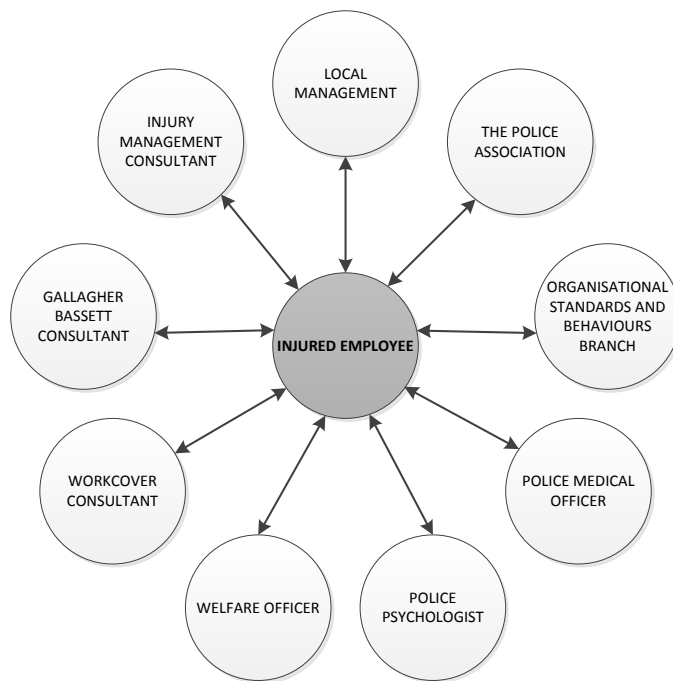 LOCAL
MANAGEMENT
THE POLICE
ASSOCIATION
ORGANISATIONAL
STANDARDS AND
BEHAVIOURS
BRANCH
POLICE MEDICAL
OFFICER
POLICE
PSYCHOLOGIST
WELFARE OFFICER
WORKCOVER
CONSULTANT
GALLAGHER
BASSETT
CONSULTANT
INJURY
MANAGEMENT
CONSULTANT
INJURED EMPLOYEE